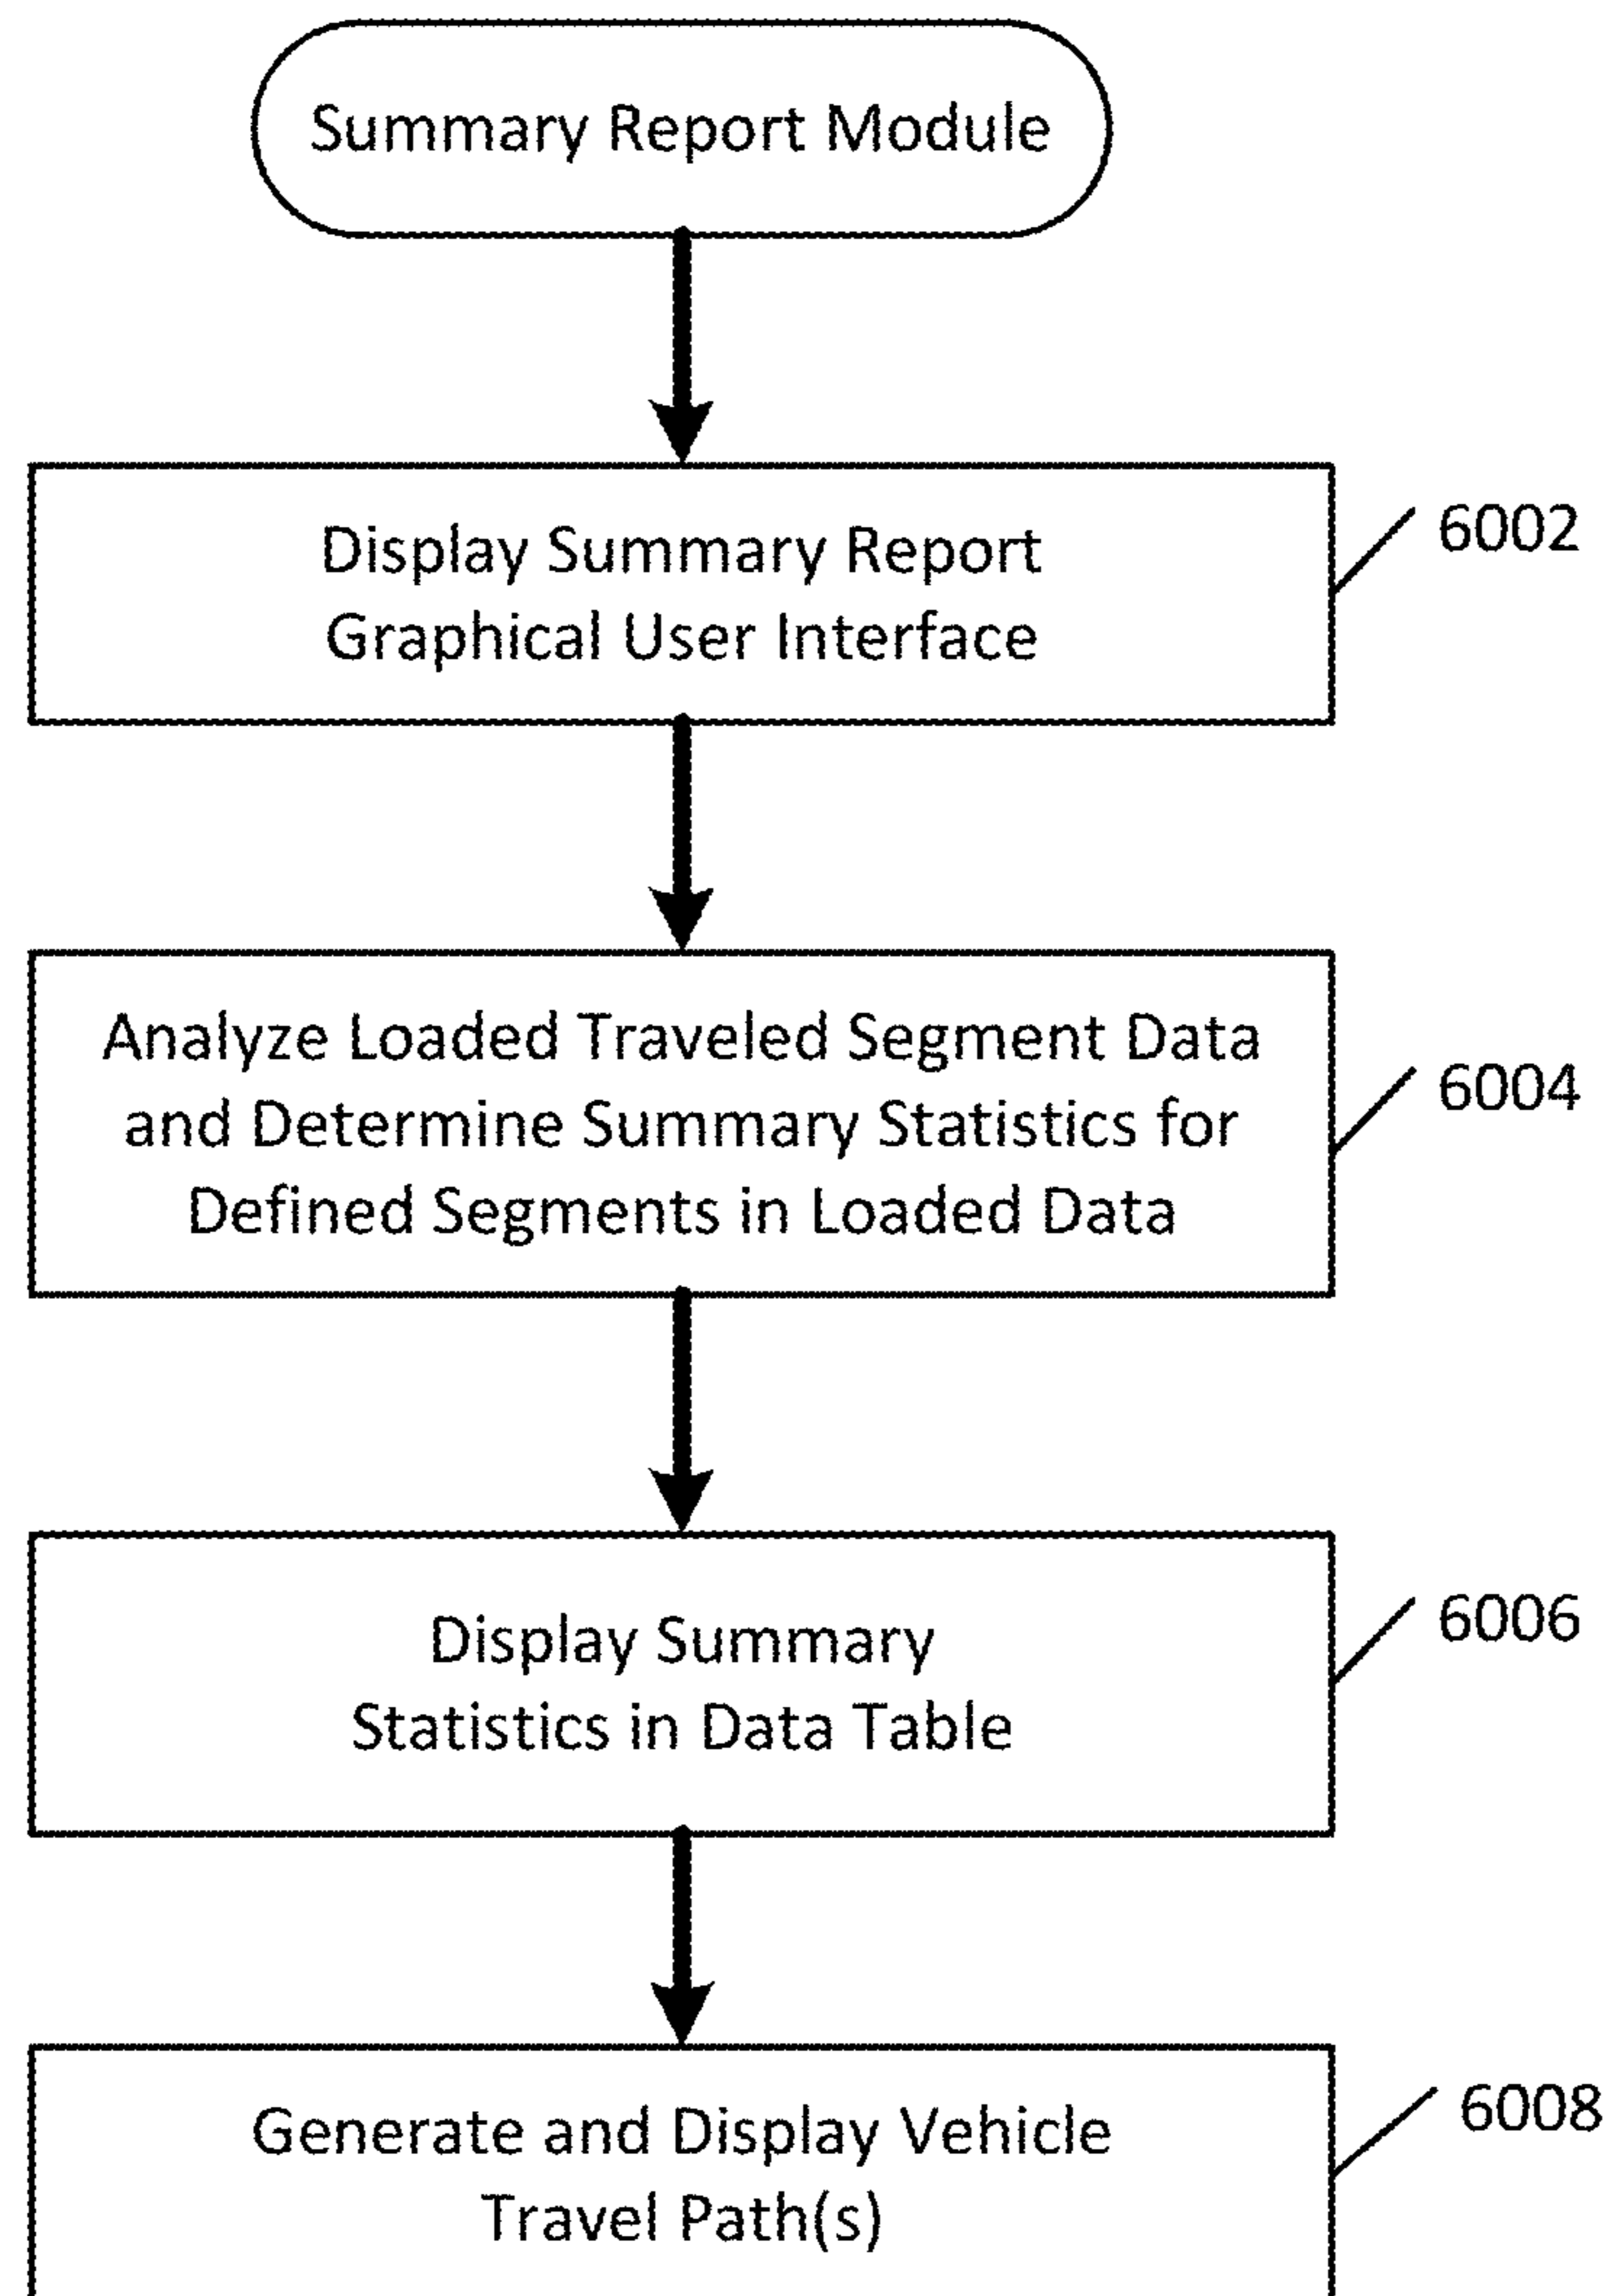 Summary Report Module
Display Summary Report
Graphical User Interface
6002
Analyze Loaded Traveled Segment Data
and Determine Summary Statistics for
Defined Segments in Loaded Data
6004
Display Summary
Statistics in Data Table
6006
Generate and Display Vehicle
Travel Path(s)
6008